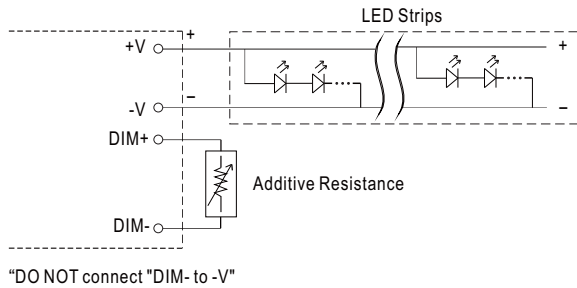 LED Strips
+V
+
+
-V
−
−
DIM+
Additive Resistance
DIM-
“DO NOT connect "DIM- to -V"